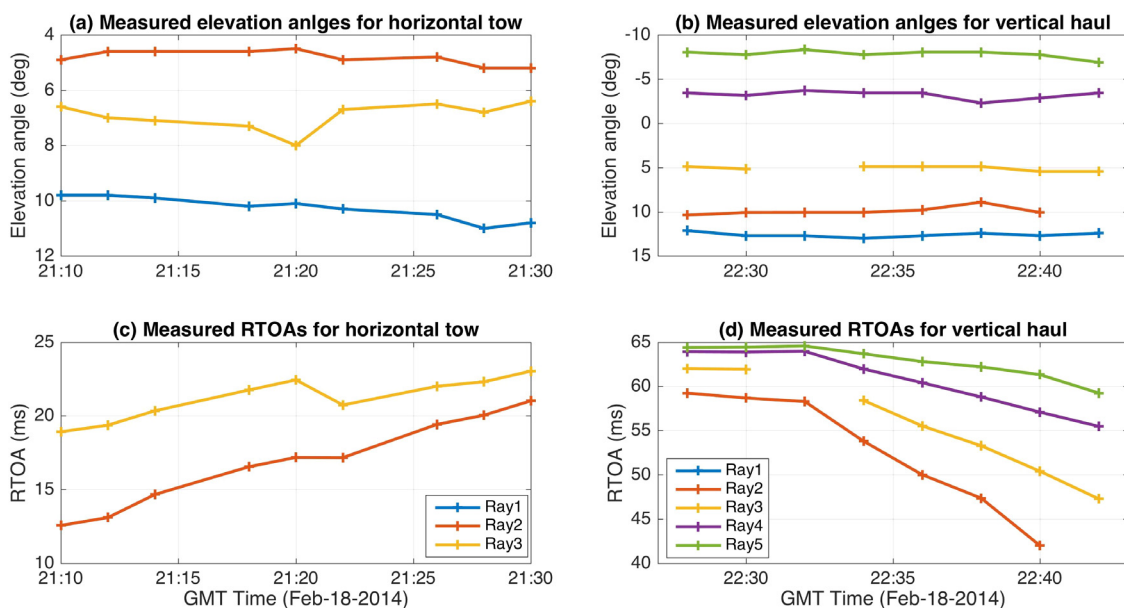 (a) Measured elevation anlges for horizontal tow
Elevation angle (deg)
4
6
8
10
12
21:10 21:15 21:20 21:25 21:30
(b) Measured elevation anlges for vertical haul
Elevation angle (deg)
-10
-5
0
5
10
15
22:30 22:35 22:40
(c) Measured RTOAs for horizontal tow
RTOA (ms)
25
20
15
10
Ray1
Ray2
Ray3
21:10 21:15 21:20 21:25 21:30
GMT Time (Feb-18-2014)
(d) Measured RTOAs for vertical haul
RTOA (ms)
65
60
55
50
45
40
Ray1
Ray2
Ray3
Ray4
Ray5
22:30 22:35 22:40
GMT Time (Feb-18-2014)